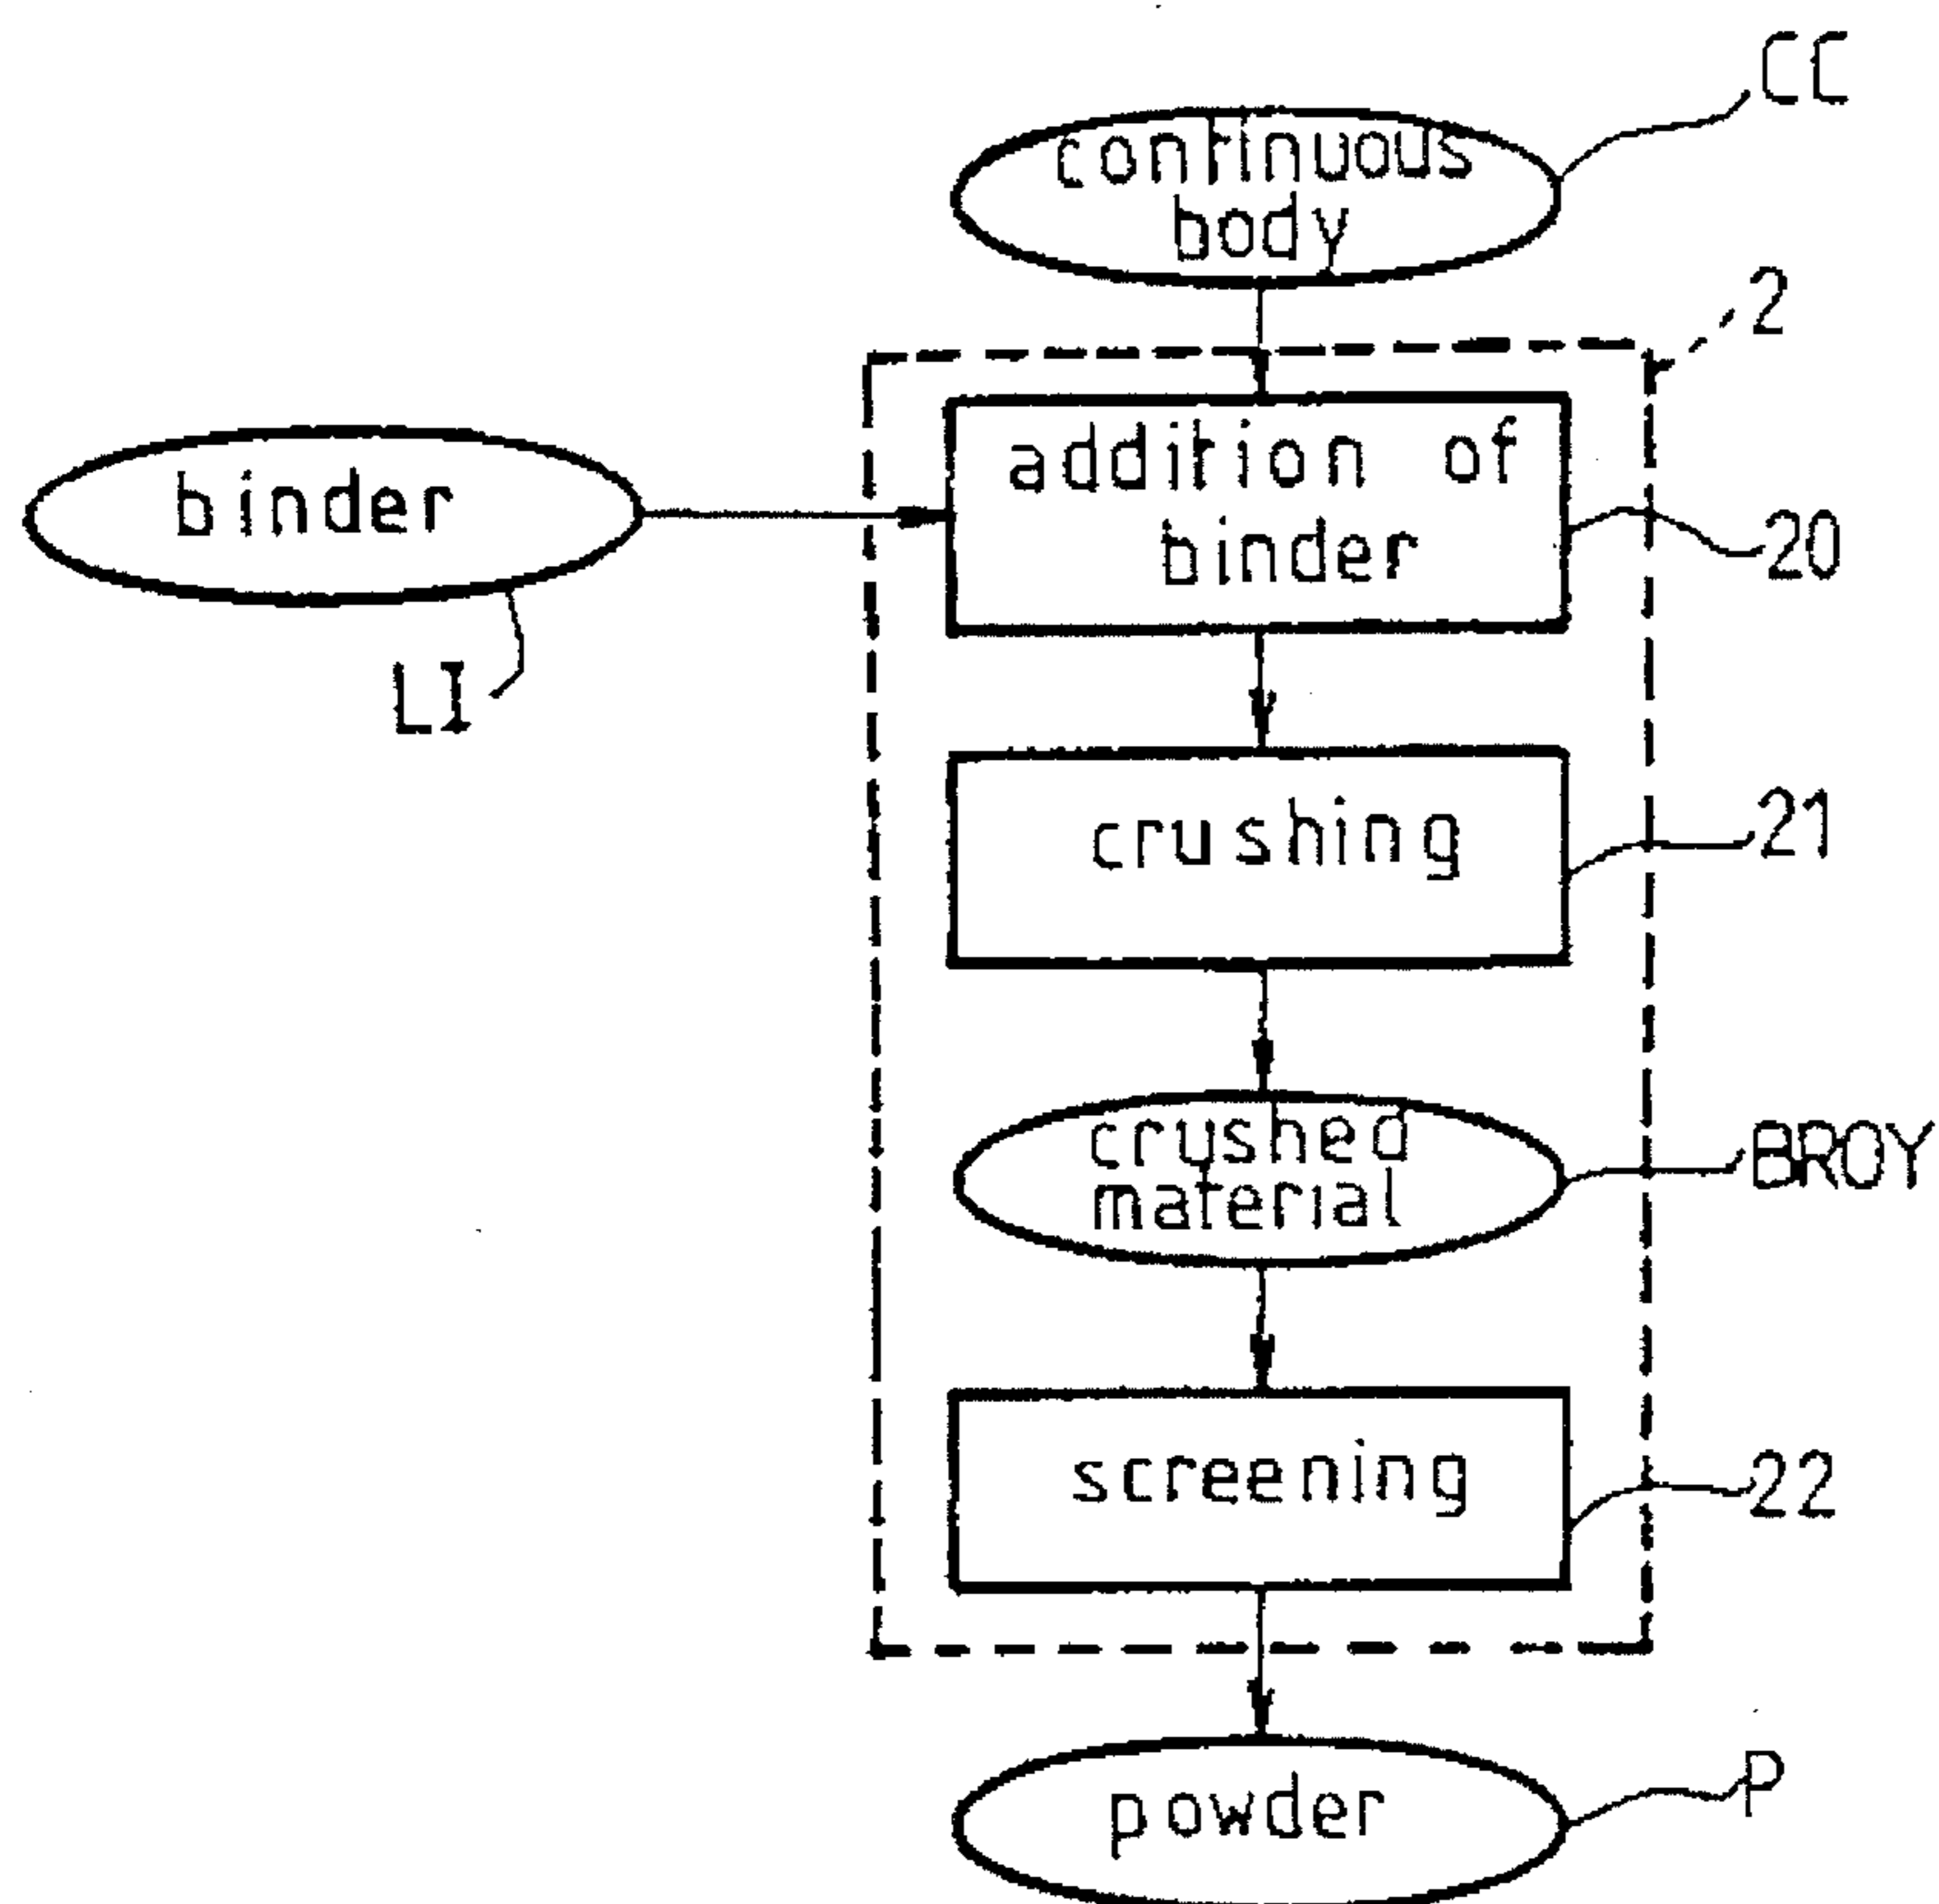 CC
continuous
body
2
addition of
binder
binder
20
LI
crushing
21
crushed
material
BROY
screening
22
powder
P